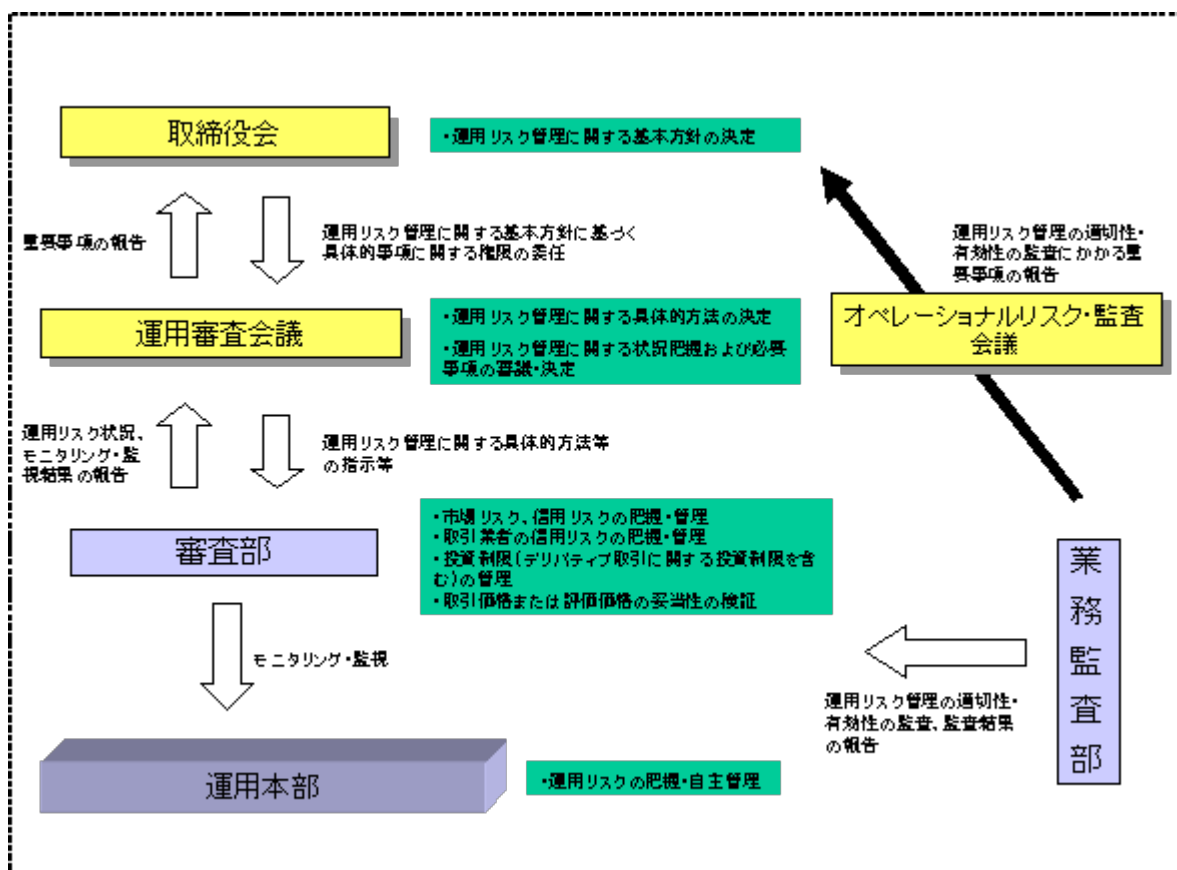 取締役会
・運用リスク管理に関する基本方針の決定
重要事項の報告
運用リスク管理に関する基本方針に基づく
具体的事項に関する権限の委任
運用リスク管理の適切性・
有効性の監査にかかる重
要事項の報告
運用審査会議
・運用リスク管理に関する具体的方法の決定
・運用リスク管理に関する状況把握および必要
事項の審議・決定
オペレーショナルリスク・監査
会議
運用リスク状況、
モニタリング・監
視結果の報告
運用リスク管理に関する具体的方法等
の指示等
審査部
・市場リスク、信用リスクの把握・管理
・取引業者の信用リスクの把握・管理
・投資制限(デリバティブ取引に関する投資制限を含
む)の管理
・取引価格または評価価格の妥当性の検証
業務監査部
モニタリング・監視
運用リスク管理の適切性・
有効性の監査、監査結果
の報告
運用本部
・運用リスクの把握・自主管理